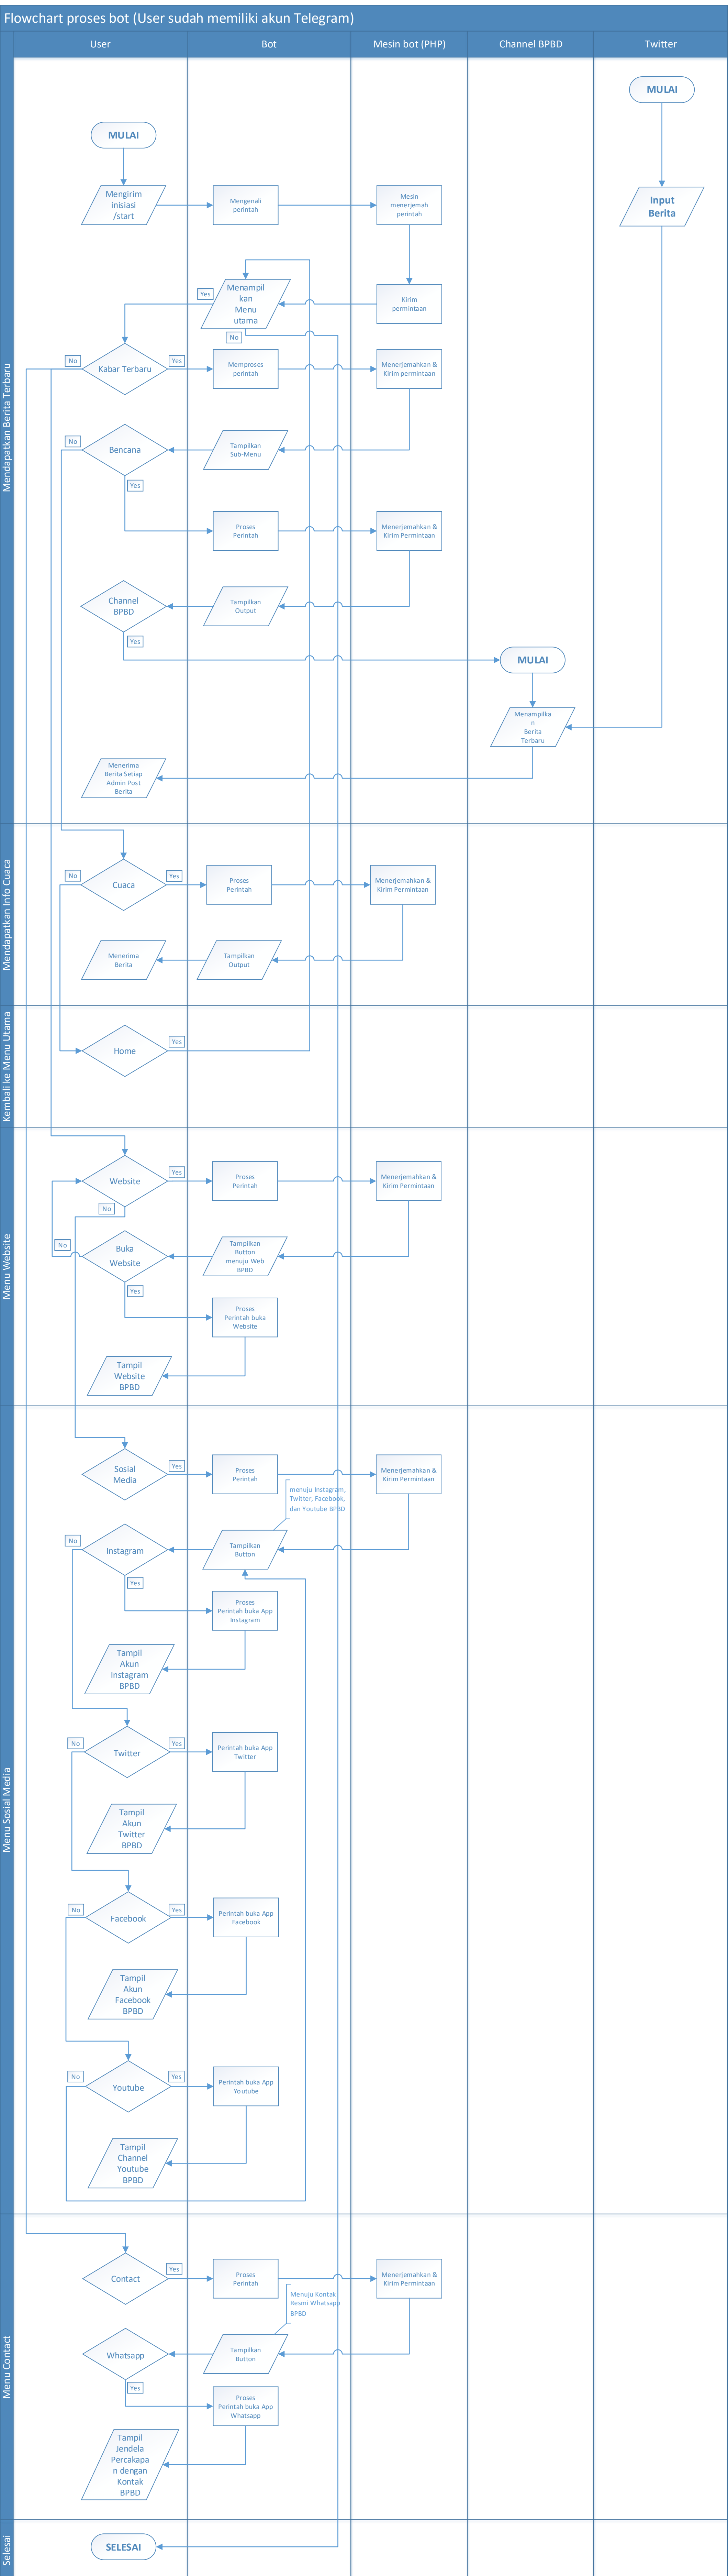 Flowchart proses bot (User sudah memiliki akun Telegram)
User
Bot
Mesin bot (PHP)
Channel BPBD
Twitter
Mendapatkan Berita Terbaru
MULAI
MULAI
Mengirim
inisiasi
/start
Mengenali
perintah
Mesin
menerjemah
perintah
Input
Berita
Yes
Menampil
kan
Menu
utama
No
Kirim
permintaan
No
Kabar Terbaru
Yes
Memproses
perintah
Menerjemahkan &
Kirim permintaan
No
Bencana
Yes
Tampilkan
Sub-Menu
Proses
Perintah
Menerjemahkan &
Kirim Permintaan
Channel
BPBD
Yes
Tampilkan
Output
MULAI
Menampilka
n
Berita
Terbaru
Menerima
Berita Setiap
Admin Post
Berita
Mendapatkan Info Cuaca
No
Cuaca
Yes
Proses
Perintah
Menerjemahkan &
Kirim Permintaan
Menerima
Berita
Tampilkan
Output
Kembali ke Menu Utama
Home
Yes
Menu Website
Website
Yes
No
Proses
Perintah
Menerjemahkan &
Kirim Permintaan
No
Buka
Website
Yes
Tampilkan
Button
menuju Web
BPBD
Proses
Perintah buka
Website
Tampil
Website
BPBD
Menu Sosial Media
Sosial
Media
Yes
Proses
Perintah
Menerjemahkan &
Kirim Permintaan
menuju Instagram,
Twitter, Facebook,
dan Youtube BPBD
No
Instagram
Yes
Tampilkan
Button
Proses
Perintah buka App
Instagram
Tampil
Akun
Instagram
BPBD
No
Twitter
Yes
Perintah buka App
Twitter
Tampil
Akun
Twitter
BPBD
No
Facebook
Yes
Perintah buka App
Facebook
Tampil
Akun
Facebook
BPBD
No
Youtube
Yes
Perintah buka App
Youtube
Tampil
Channel
Youtube
BPBD
Menu Contact
Contact
Yes
Proses
Perintah
Menerjemahkan &
Kirim Permintaan
Menuju Kontak
Resmi Whatsapp
BPBD
Whatsapp
Yes
Tampilkan
Button
Proses
Perintah buka App
Whatsapp
Tampil
Jendela
Percakapa
n dengan
Kontak
BPBD
Selesai
SELESAI